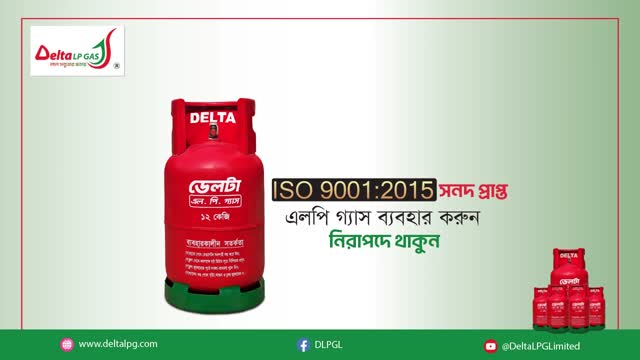 Delta LP GAS
®
DELTA
ডেলটা
এল. পি. গ্যাস
১২ কেজি
ব্যবহারকালীন সতর্কতা
ISO 9001:2015 সনদ প্রাপ্ত
এলপি গ্যাস ব্যবহার করুন
নিরাপদে থাকুন
DELTA
ডেলটা
www.deltalpg.com
DLPGL
@DeltaLPGLimited